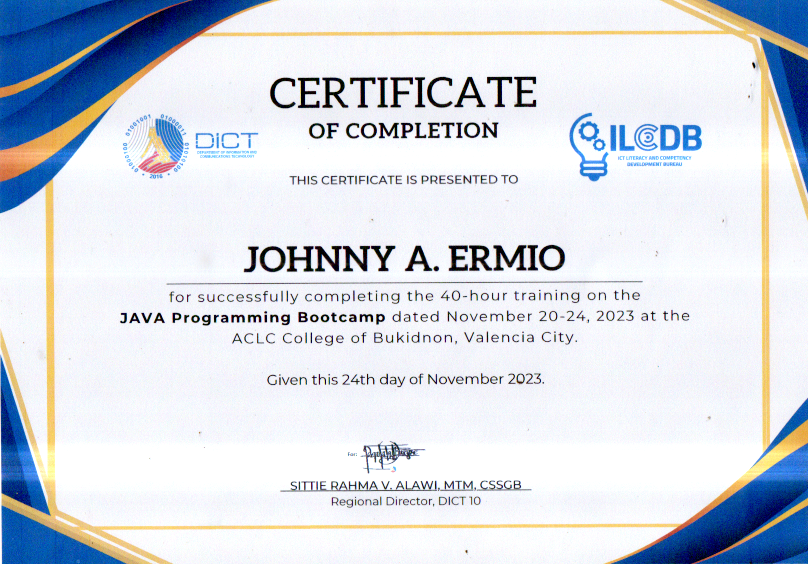 CERTIFICATE
OF COMPLETION
DICT
DEPARTMENT OF INFORMATION AND
COMMUNICATIONS TECHNOLOGY
2016
ILCDB
ICT LITERACY AND COMPETENCY
DEVELOPMENT BUREAU
THIS CERTIFICATE IS PRESENTED TO
JOHNNY A. ERMIO
for successfully completing the 40-hour training on the
JAVA Programming Bootcamp dated November 20-24, 2023 at the
ACLC College of Bukidnon, Valencia City.
Given this 24th day of November 2023.
For:
SITTIE RAHMA V. ALAWI, MTM, CSSGB
Regional Director, DICT 10